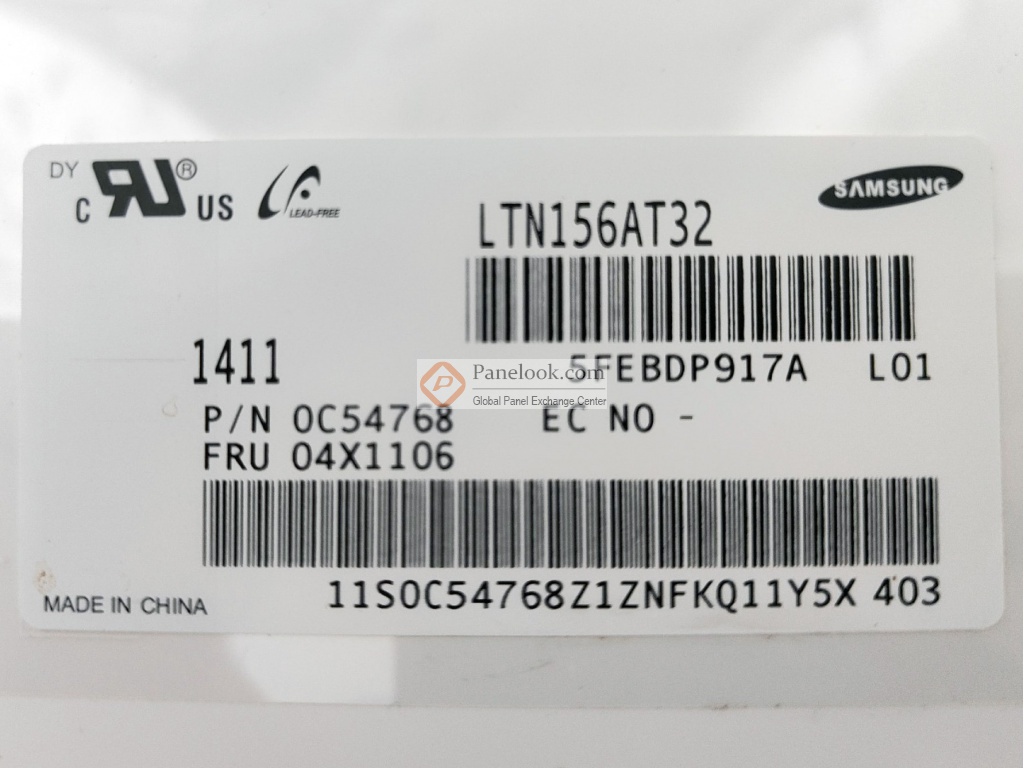 DY
c RU ® US
LEAD-FREE
SAMSUNG
LTN156AT32
1411
5FEBDP917A L01
Panelook.com
Global Panel Exchange Center
P/N 0C54768 EC NO -
FRU 04X1106
11S0C54768Z1ZNFKQ11Y5X 403
MADE IN CHINA